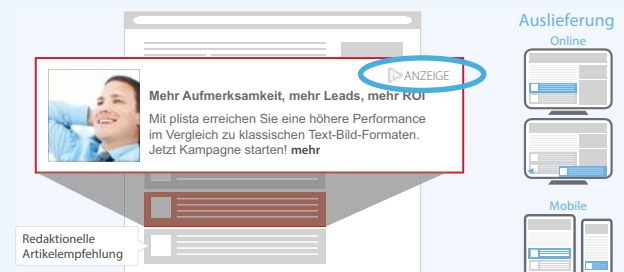 Auslieferung
Online
ANZEIGE
Mehr Aufmerksamkeit, mehr Leads, mehr ROI
Mit plista erreichen Sie eine höhere Performance
im Vergleich zu klassischen Text-Bild-Formaten.
Jetzt Kampagne starten! mehr
Mobile
Redaktionelle
Artikelempfehlung